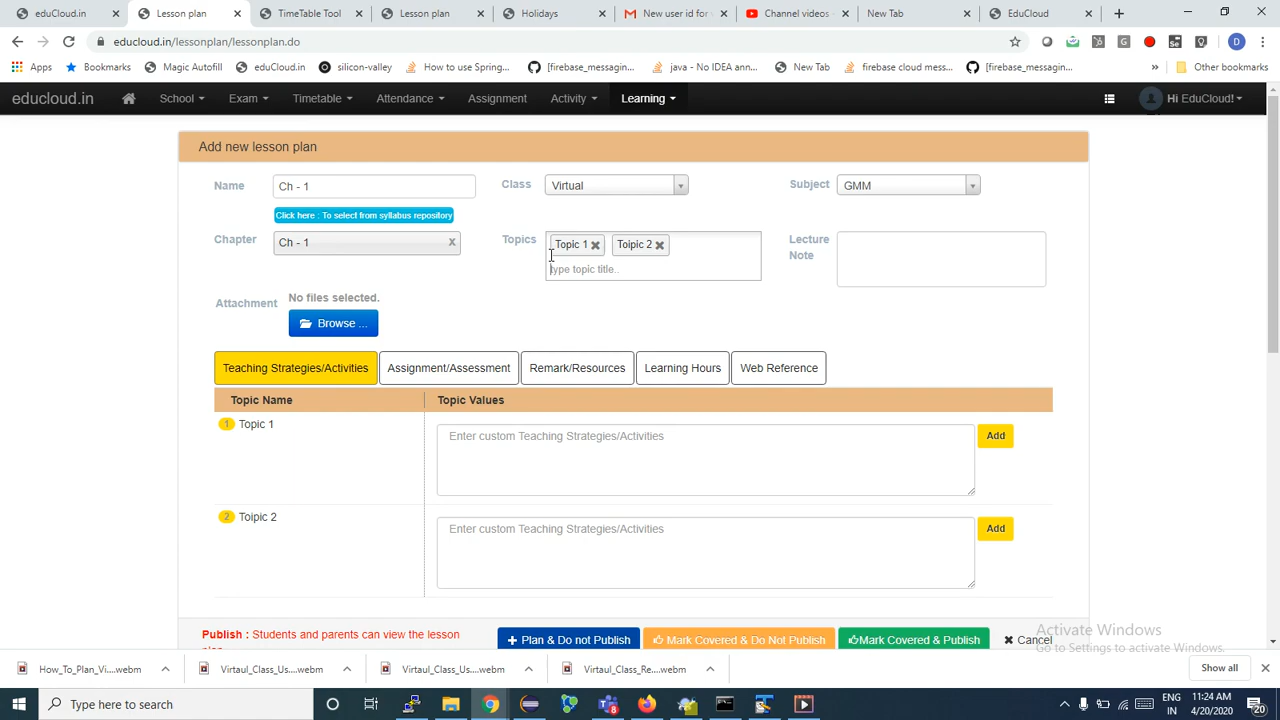 eduCloud.in
Lesson plan
TimeTable Tool
Lesson plan
Holidays
New user id for
Channel videos -
New Tab
EduCloud
educloud.in/lessonplan/lessonplan.do
Apps
Bookmarks
Magic Autofill
eduCloud.in
silicon-valley
How to use Spring...
[firebase_messagin...
java - No IDEA ann...
New Tab
firebase cloud mess...
[firebase_messagin...
Other bookmarks
educloud.in
School
Exam
Timetable
Attendance
Assignment
Activity
Learning
Hi EduCloud!
Add new lesson plan
Name
Ch - 1
Class
Virtual
Subject
GMM
Click here : To select from syllabus repository
Chapter
Ch - 1
x
Topics
Topic 1
Toipic 2
type topic title..
Lecture
Note
Attachment
No files selected.
Browse ...
Teaching Strategies/Activities
Assignment/Assessment
Remark/Resources
Learning Hours
Web Reference
Topic Name
Topic Values
1 Topic 1
Enter custom Teaching Strategies/Activities
Add
2 Toipic 2
Enter custom Teaching Strategies/Activities
Add
Publish : Students and parents can view the lesson
plan
Plan & Do not Publish
Mark Covered & Do Not Publish
Mark Covered & Publish
Cancel
Activate Windows
Go to Settings to activate Windows.
How_To_Plan_Vi....webm
Virtaul_Class_Us....webm
Virtaul_Class_Us....webm
Virtaul_Class_Re....webm
Show all
Type here to search
8
ENG
IN
11:24 AM
4/20/2020
20